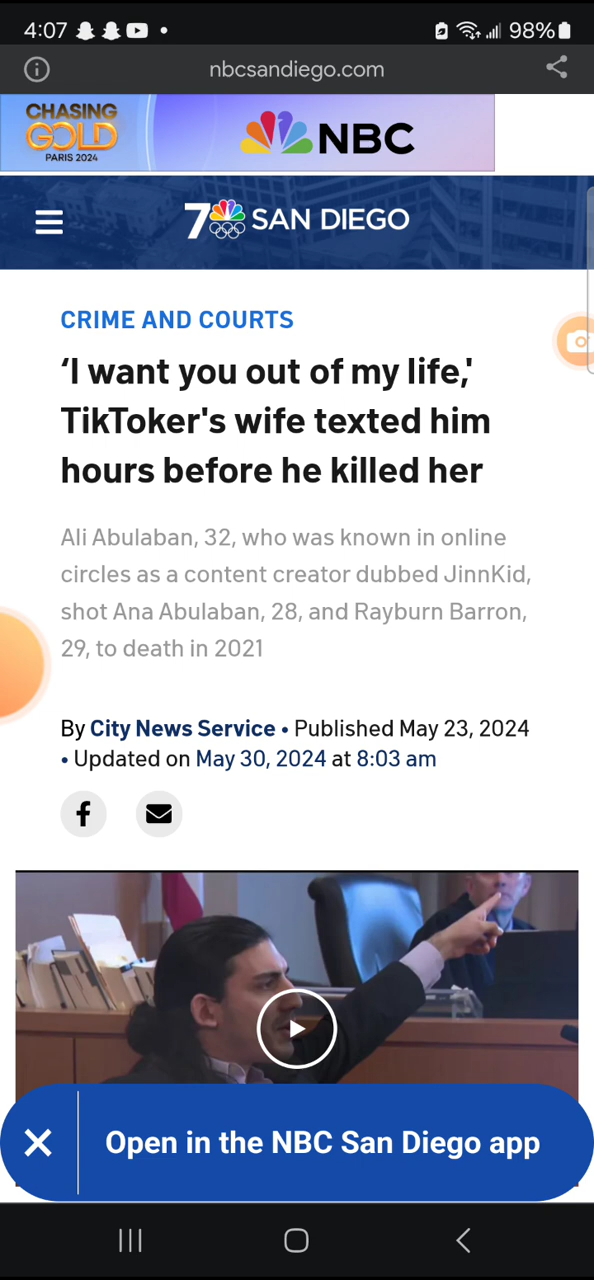 4:07
98%
nbcsandiego.com
CHASING
GOLD
PARIS 2024
NBC
7 SAN DIEGO
CRIME AND COURTS
‘I want you out of my life,'
TikToker's wife texted him
hours before he killed her
Ali Abulaban, 32, who was known in online
circles as a content creator dubbed JinnKid,
shot Ana Abulaban, 28, and Rayburn Barron,
29, to death in 2021
By City News Service • Published May 23, 2024
• Updated on May 30, 2024 at 8:03 am
Open in the NBC San Diego app